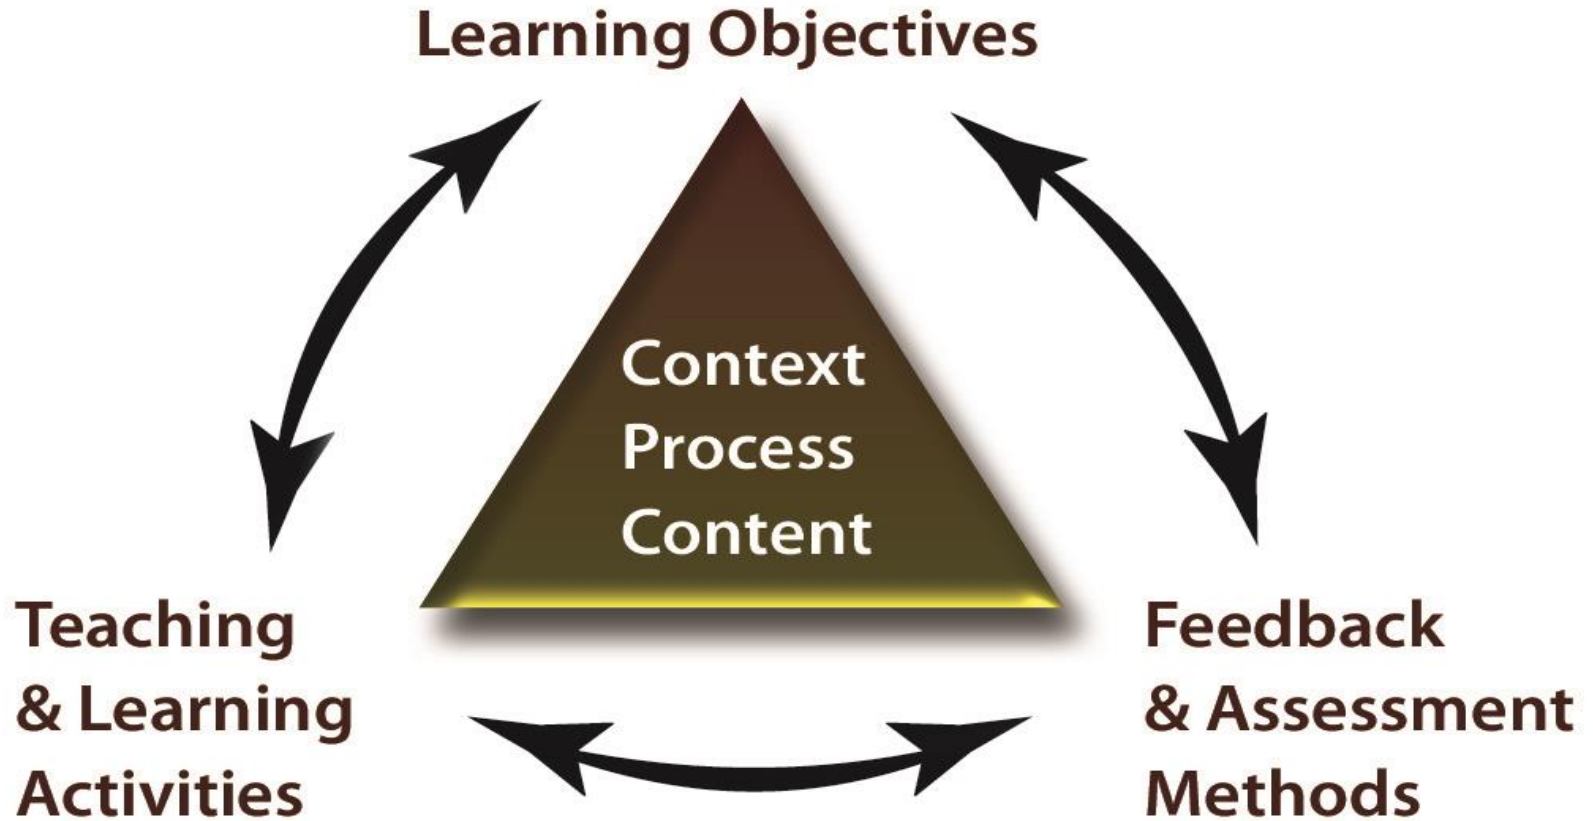 Learning Objectives
Context
Process
Content
Teaching
& Learning
Activities
Feedback
& Assessment
Methods